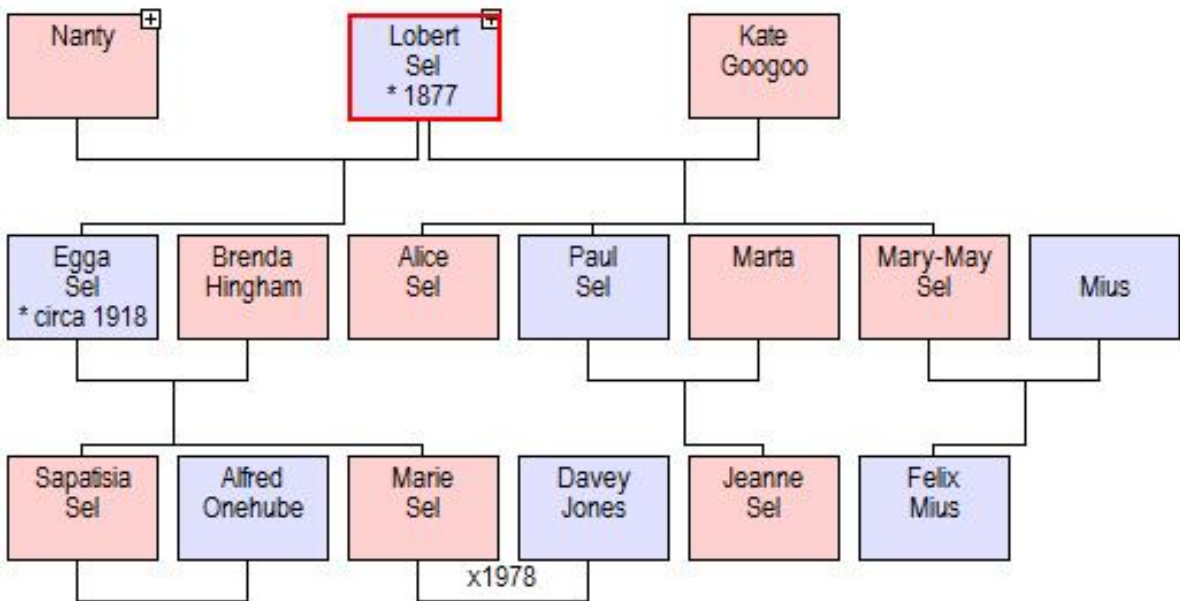 Nanty
Lobert
Sel
* 1877
Kate
Googoo
Egga
Sel
* circa 1918
Brenda
Hingham
Alice
Sel
Paul
Sel
Marta
Mary-May
Sel
Mius
Sapatisia
Sel
Alfred
Onehube
Marie
Sel
Davey
Jones
Jeanne
Sel
Felix
Mius
x1978